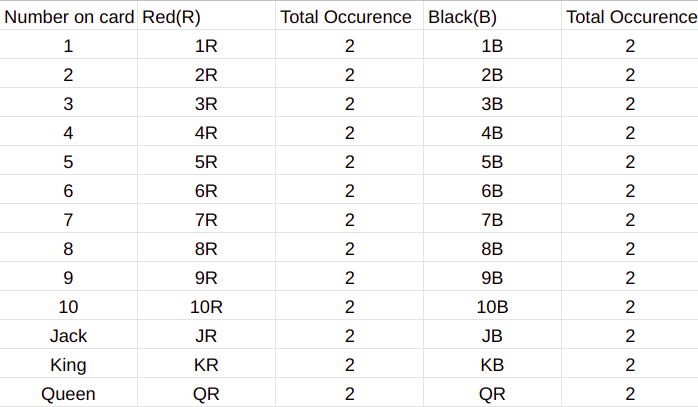 Number on card Red(R) Total Occurence Black(B) Total Occurence
1 1R 2 1B 2
2 2R 2 2B 2
3 3R 2 3B 2
4 4R 2 4B 2
5 5R 2 5B 2
6 6R 2 6B 2
7 7R 2 7B 2
8 8R 2 8B 2
9 9R 2 9B 2
10 10R 2 10B 2
Jack JR 2 JB 2
King KR 2 KB 2
Queen QR 2 QR 2